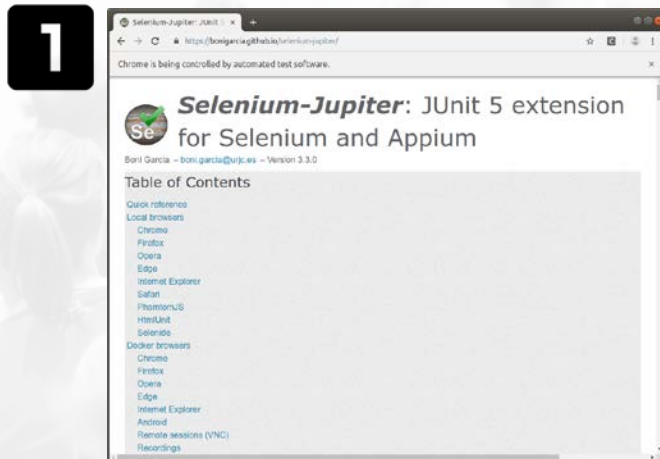 1
Selenium-Jupiter: JUnit 5
https://bonigarcia.github.io/selenium-jupiter/
Chrome is being controlled by automated test software.
Se
Selenium-Jupiter: JUnit 5 extension
for Selenium and Appium
Boni García – boni.garcia@urjc.es – Version 3.3.0
Table of Contents
Quick reference
Local browsers
Chrome
Firefox
Opera
Edge
Internet Explorer
Safari
PhantomJS
HtmlUnit
Selenide
Docker browsers
Chrome
Firefox
Opera
Edge
Internet Explorer
Android
Remote sessions (VNC)
Recordings